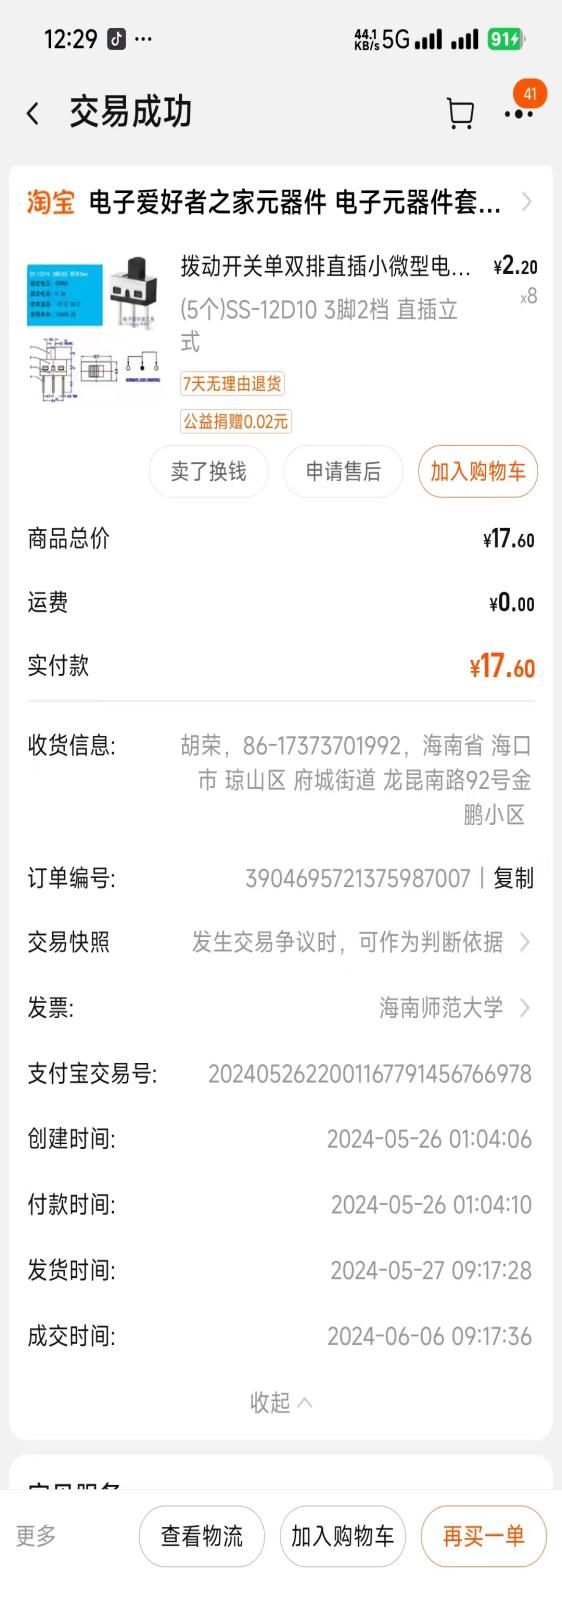 12:29
44.1 KB/s 5G 91
交易成功
41
淘宝 电子爱好者之家元器件 电子元器件套...
拨动开关单双排直插小微型电... ¥2.20
(5个)SS-12D10 3脚2档 直插立 x8
式
7天无理由退货
公益捐赠0.02元
卖了换钱 申请售后 加入购物车
商品总价 ¥17.60
运费 ¥0.00
实付款 ¥17.60
收货信息: 胡荣，86-17373701992，海南省 海口
市 琼山区 府城街道 龙昆南路92号金
鹏小区
订单编号: 3904695721375987007 | 复制
交易快照 发生交易争议时，可作为判断依据
发票: 海南师范大学
支付宝交易号: 2024052622001167791456766978
创建时间: 2024-05-26 01:04:06
付款时间: 2024-05-26 01:04:10
发货时间: 2024-05-27 09:17:28
成交时间: 2024-06-06 09:17:36
收起
更多 查看物流 加入购物车 再买一单